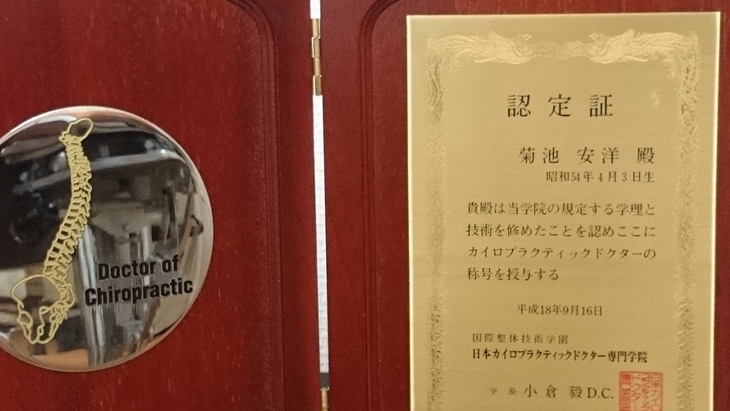 Doctor of
Chiropractic
認定証
菊池 安洋 殿
昭和54年4月3日生
貴殿は当学院の規定する学理と
技術を修めたことを認めここに
カイロプラクティックドクターの
称号を授与する
平成18年9月16日
国際整体技術学園
日本カイロプラクティックドクター専門学院
学長 小倉 毅 D.C.